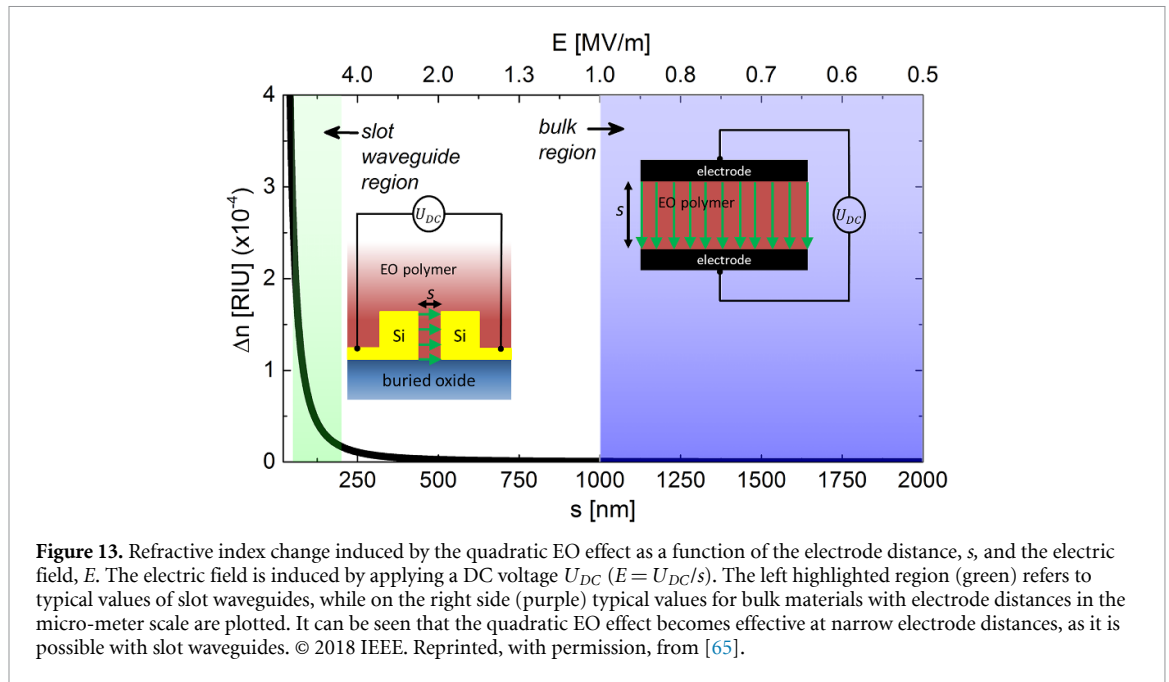 E [MV/m]
4.0 2.0 1.3 1.0 0.8 0.7 0.6 0.5
4
3
2
1
0
Δn [RIU] (x10⁻⁴)
slot
waveguide
region
U_DC
EO polymer
s
Si Si
buried oxide
bulk
region
electrode
s
EO polymer
U_DC
electrode
250 500 750 1000 1250 1500 1750 2000
s [nm]
Figure 13. Refractive index change induced by the quadratic EO effect as a function of the electrode distance, s, and the electric
field, E. The electric field is induced by applying a DC voltage U_DC (E = U_DC/s). The left highlighted region (green) refers to
typical values of slot waveguides, while on the right side (purple) typical values for bulk materials with electrode distances in the
micro-meter scale are plotted. It can be seen that the quadratic EO effect becomes effective at narrow electrode distances, as it is
possible with slot waveguides. © 2018 IEEE. Reprinted, with permission, from [65].